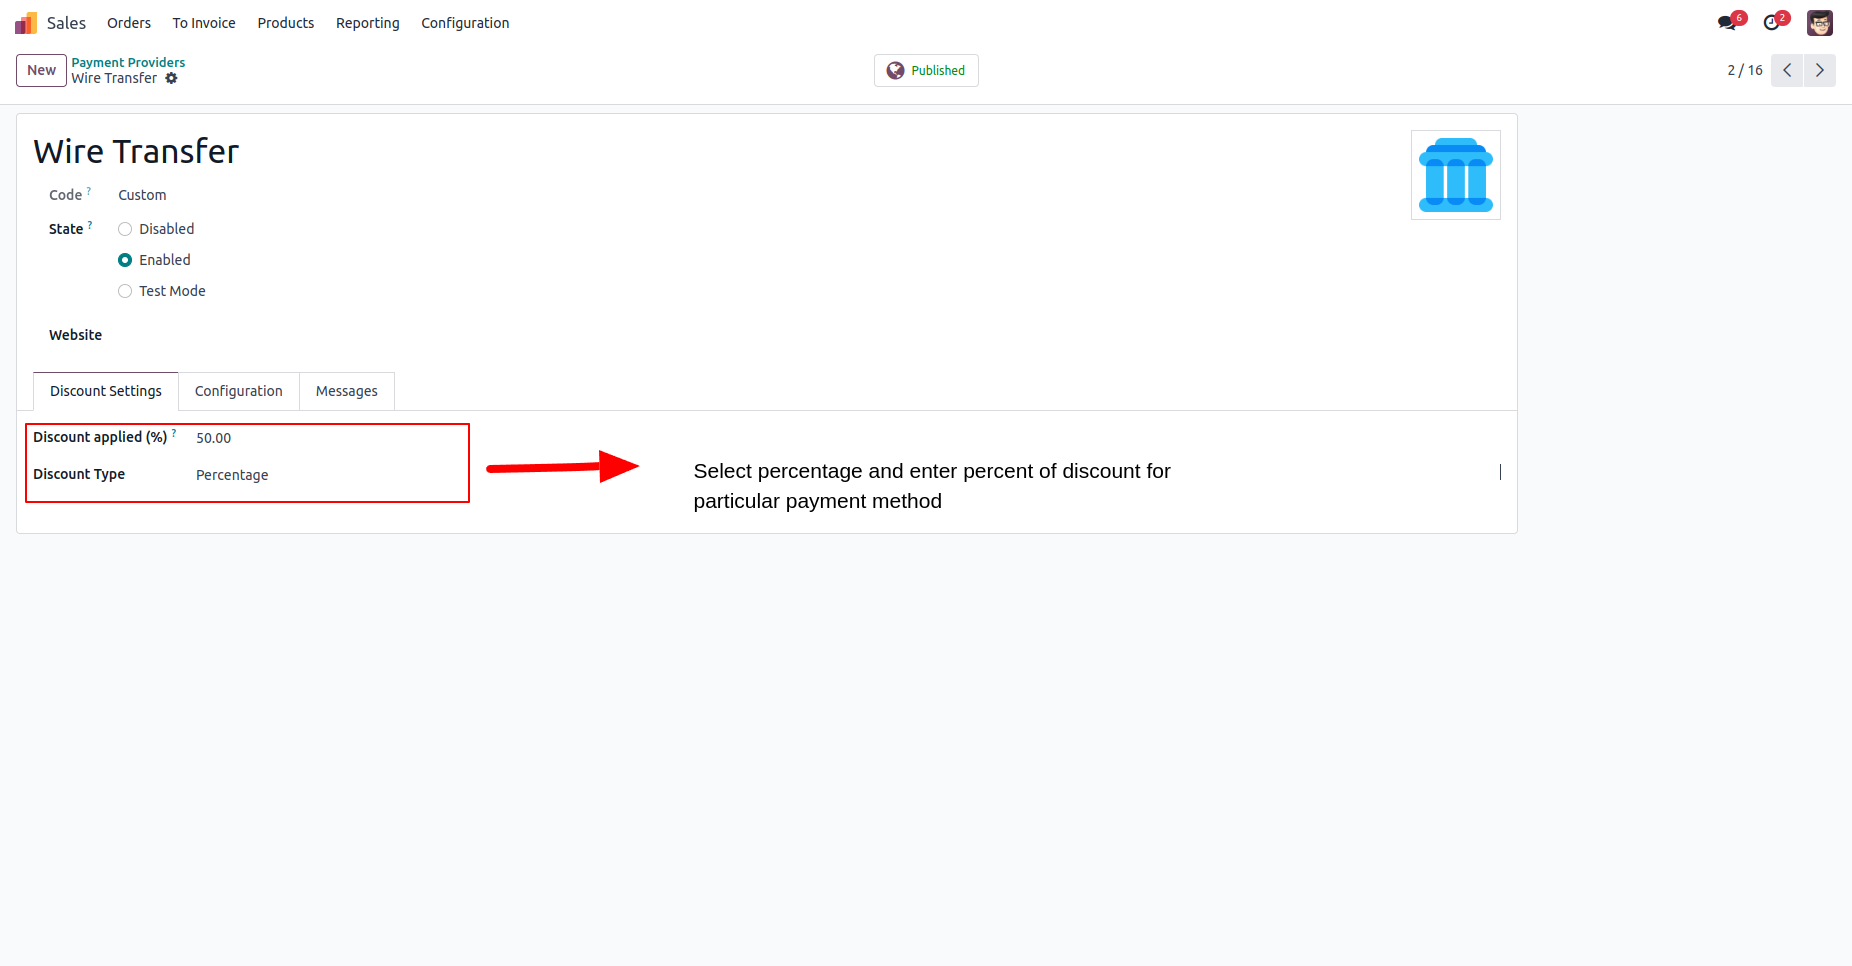 Sales Orders To Invoice Products Reporting Configuration 6 2
New Payment Providers
Wire Transfer
Published
2 / 16
Wire Transfer
Code ? Custom
State ? Disabled
Enabled
Test Mode
Website
Discount Settings Configuration Messages
Discount applied (%) ? 50.00
Discount Type Percentage
Select percentage and enter percent of discount for
particular payment method